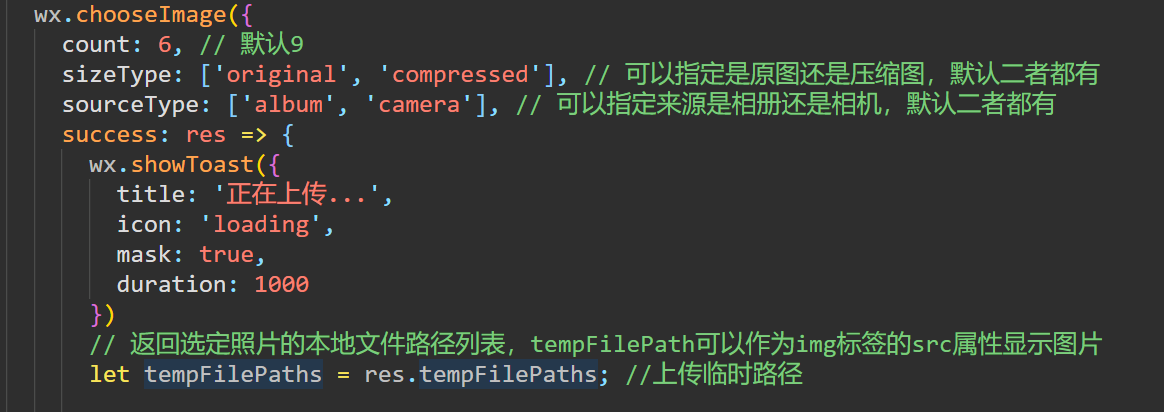 wx.chooseImage({
count: 6, // 默认9
sizeType: ['original', 'compressed'], // 可以指定是原图还是压缩图，默认二者都有
sourceType: ['album', 'camera'], // 可以指定来源是相册还是相机，默认二者都有
success: res => {
wx.showToast({
title: '正在上传...',
icon: 'loading',
mask: true,
duration: 1000
})
// 返回选定照片的本地文件路径列表，tempFilePath可以作为img标签的src属性显示图片
let tempFilePaths = res.tempFilePaths; //上传临时路径